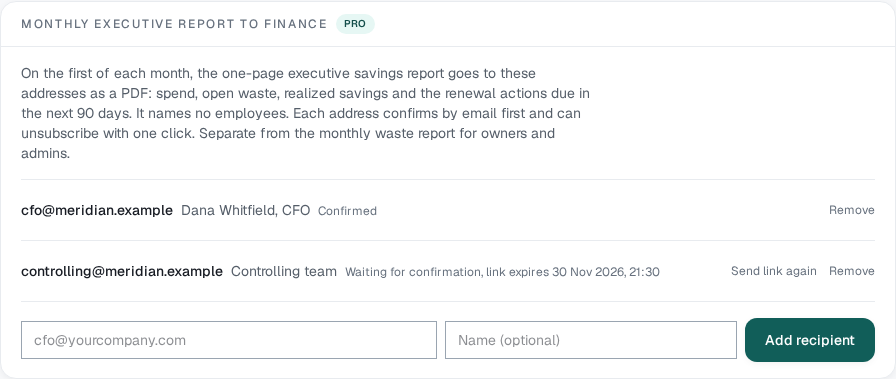 MONTHLY EXECUTIVE REPORT TO FINANCE PRO
On the first of each month, the one-page executive savings report goes to these
addresses as a PDF: spend, open waste, realized savings and the renewal actions due in
the next 90 days. It names no employees. Each address confirms by email first and can
unsubscribe with one click. Separate from the monthly waste report for owners and
admins.
cfo@meridian.example Dana Whitfield, CFO Confirmed Remove
controlling@meridian.example Controlling team Waiting for confirmation, link expires 30 Nov 2026, 21:30 Send link again Remove
cfo@yourcompany.com Name (optional) Add recipient